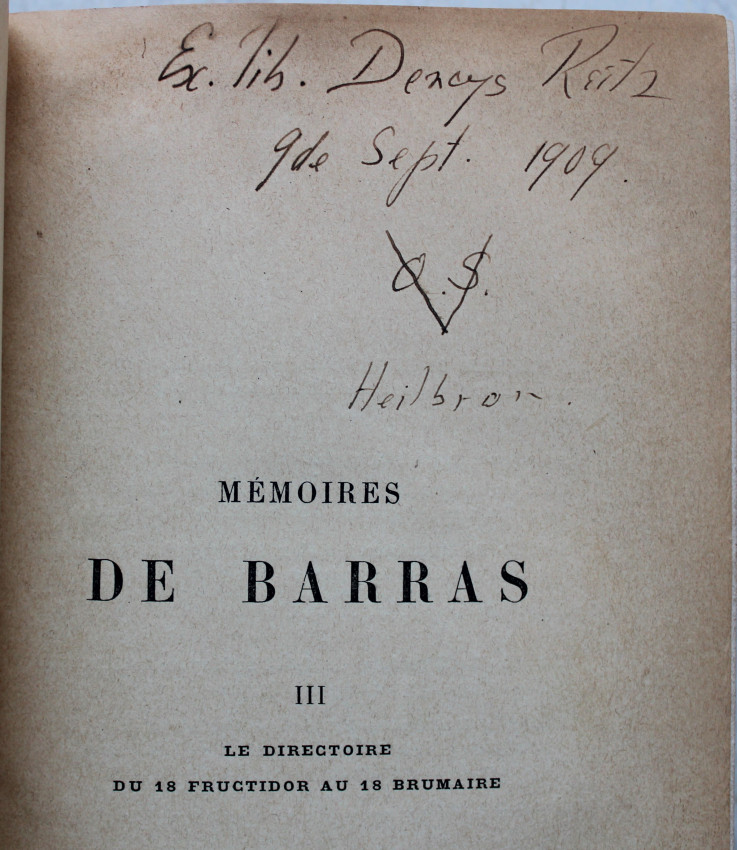 Ex. lib. Deneys Reitz
9de Sept. 1909.
O.V.S.
Heilbron.
MÉMOIRES
DE BARRAS
III
LE DIRECTOIRE
DU 18 FRUCTIDOR AU 18 BRUMAIRE